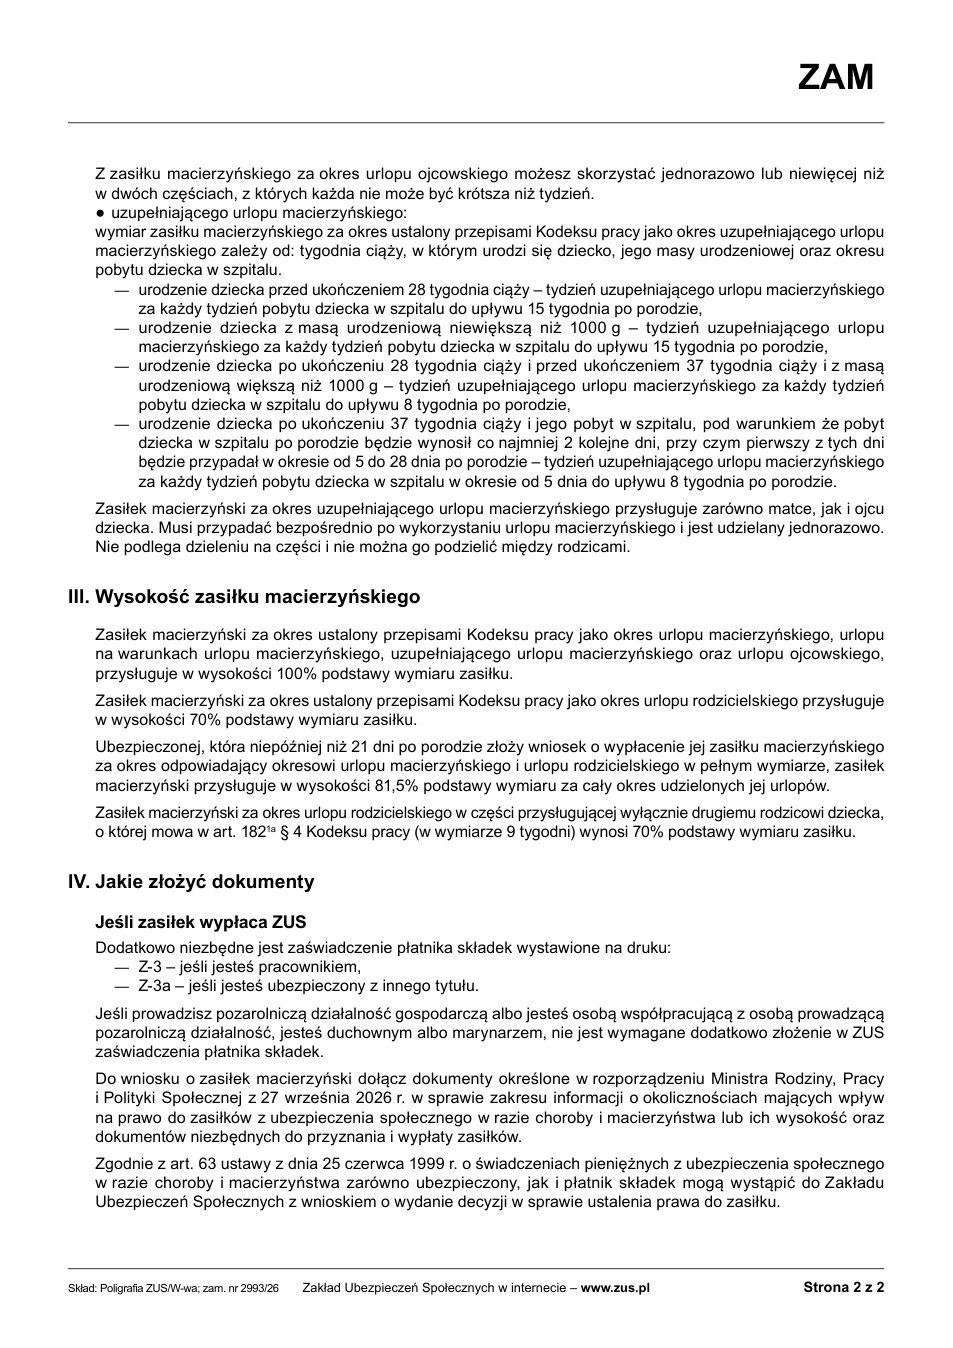 ZAM
Z zasiłku macierzyńskiego za okres urlopu ojcowskiego możesz skorzystać jednorazowo lub niewięcej niż
w dwóch częściach, z których każda nie może być krótsza niż tydzień.
● uzupełniającego urlopu macierzyńskiego:
wymiar zasiłku macierzyńskiego za okres ustalony przepisami Kodeksu pracy jako okres uzupełniającego urlopu
macierzyńskiego zależy od: tygodnia ciąży, w którym urodzi się dziecko, jego masy urodzeniowej oraz okresu
pobytu dziecka w szpitalu.
— urodzenie dziecka przed ukończeniem 28 tygodnia ciąży – tydzień uzupełniającego urlopu macierzyńskiego
za każdy tydzień pobytu dziecka w szpitalu do upływu 15 tygodnia po porodzie,
— urodzenie dziecka z masą urodzeniową niewiększą niż 1000 g – tydzień uzupełniającego urlopu
macierzyńskiego za każdy tydzień pobytu dziecka w szpitalu do upływu 15 tygodnia po porodzie,
— urodzenie dziecka po ukończeniu 28 tygodnia ciąży i przed ukończeniem 37 tygodnia ciąży i z masą
urodzeniową większą niż 1000 g – tydzień uzupełniającego urlopu macierzyńskiego za każdy tydzień
pobytu dziecka w szpitalu do upływu 8 tygodnia po porodzie,
— urodzenie dziecka po ukończeniu 37 tygodnia ciąży i jego pobyt w szpitalu, pod warunkiem że pobyt
dziecka w szpitalu po porodzie będzie wynosił co najmniej 2 kolejne dni, przy czym pierwszy z tych dni
będzie przypadał w okresie od 5 do 28 dnia po porodzie – tydzień uzupełniającego urlopu macierzyńskiego
za każdy tydzień pobytu dziecka w szpitalu w okresie od 5 dnia do upływu 8 tygodnia po porodzie.
Zasiłek macierzyński za okres uzupełniającego urlopu macierzyńskiego przysługuje zarówno matce, jak i ojcu
dziecka. Musi przypadać bezpośrednio po wykorzystaniu urlopu macierzyńskiego i jest udzielany jednorazowo.
Nie podlega dzieleniu na części i nie można go podzielić między rodzicami.
III. Wysokość zasiłku macierzyńskiego
Zasiłek macierzyński za okres ustalony przepisami Kodeksu pracy jako okres urlopu macierzyńskiego, urlopu
na warunkach urlopu macierzyńskiego, uzupełniającego urlopu macierzyńskiego oraz urlopu ojcowskiego,
przysługuje w wysokości 100% podstawy wymiaru zasiłku.
Zasiłek macierzyński za okres ustalony przepisami Kodeksu pracy jako okres urlopu rodzicielskiego przysługuje
w wysokości 70% podstawy wymiaru zasiłku.
Ubezpieczonej, która niepóźniej niż 21 dni po porodzie złoży wniosek o wypłacenie jej zasiłku macierzyńskiego
za okres odpowiadający okresowi urlopu macierzyńskiego i urlopu rodzicielskiego w pełnym wymiarze, zasiłek
macierzyński przysługuje w wysokości 81,5% podstawy wymiaru za cały okres udzielonych jej urlopów.
Zasiłek macierzyński za okres urlopu rodzicielskiego w części przysługującej wyłącznie drugiemu rodzicowi dziecka,
o której mowa w art. 182¹ᵃ § 4 Kodeksu pracy (w wymiarze 9 tygodni) wynosi 70% podstawy wymiaru zasiłku.
IV. Jakie złożyć dokumenty
Jeśli zasiłek wypłaca ZUS
Dodatkowo niezbędne jest zaświadczenie płatnika składek wystawione na druku:
— Z-3 – jeśli jesteś pracownikiem,
— Z-3a – jeśli jesteś ubezpieczony z innego tytułu.
Jeśli prowadzisz pozarolniczą działalność gospodarczą albo jesteś osobą współpracującą z osobą prowadzącą
pozarolniczą działalność, jesteś duchownym albo marynarzem, nie jest wymagane dodatkowo złożenie w ZUS
zaświadczenia płatnika składek.
Do wniosku o zasiłek macierzyński dołącz dokumenty określone w rozporządzeniu Ministra Rodziny, Pracy
i Polityki Społecznej z 27 września 2026 r. w sprawie zakresu informacji o okolicznościach mających wpływ
na prawo do zasiłków z ubezpieczenia społecznego w razie choroby i macierzyństwa lub ich wysokość oraz
dokumentów niezbędnych do przyznania i wypłaty zasiłków.
Zgodnie z art. 63 ustawy z dnia 25 czerwca 1999 r. o świadczeniach pieniężnych z ubezpieczenia społecznego
w razie choroby i macierzyństwa zarówno ubezpieczony, jak i płatnik składek mogą wystąpić do Zakładu
Ubezpieczeń Społecznych z wnioskiem o wydanie decyzji w sprawie ustalenia prawa do zasiłku.
Skład: Poligrafia ZUS/W-wa; zam. nr 2993/26 Zakład Ubezpieczeń Społecznych w internecie – www.zus.pl Strona 2 z 2